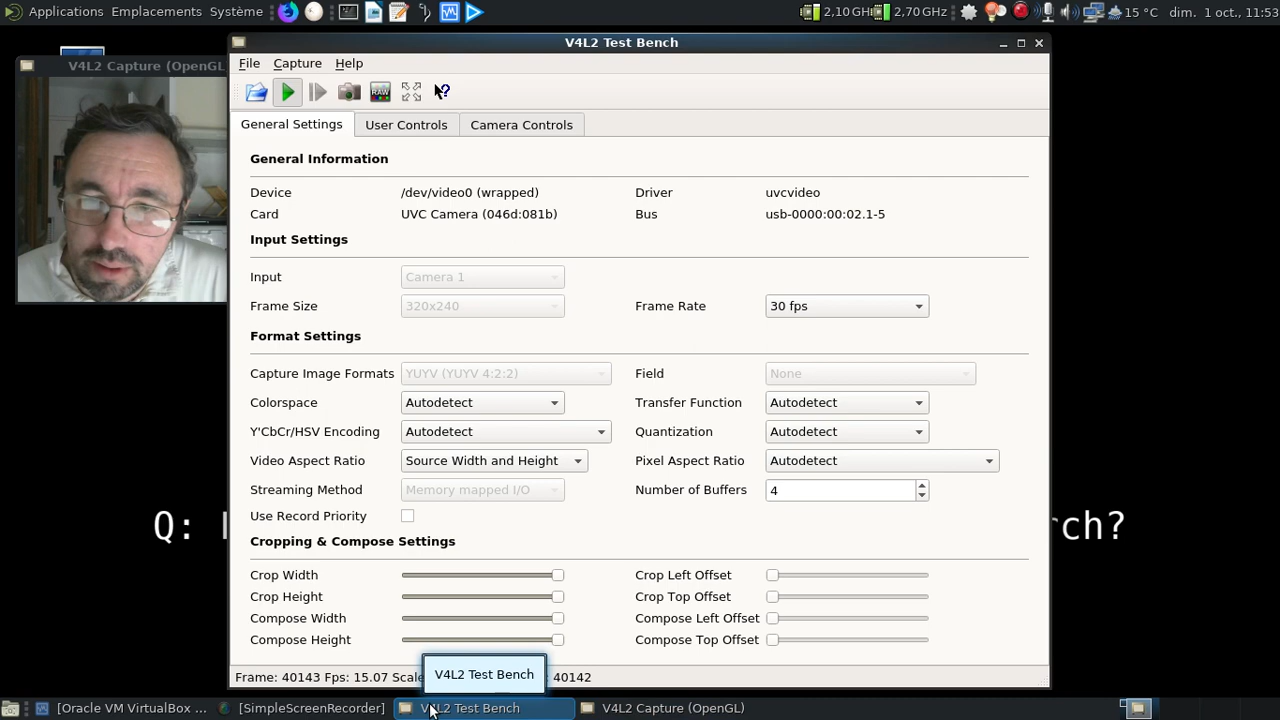 Applications Emplacements Système 2,10 GHz 2,70 GHz 15 °C dim. 1 oct., 11:53
V4L2 Capture (OpenGL
V4L2 Test Bench
File Capture Help
RAW
General Settings User Controls Camera Controls
General Information
Device /dev/video0 (wrapped) Driver uvcvideo
Card UVC Camera (046d:081b) Bus usb-0000:00:02.1-5
Input Settings
Input Camera 1
Frame Size 320x240 Frame Rate 30 fps
Format Settings
Capture Image Formats YUYV (YUYV 4:2:2) Field None
Colorspace Autodetect Transfer Function Autodetect
Y'CbCr/HSV Encoding Autodetect Quantization Autodetect
Video Aspect Ratio Source Width and Height Pixel Aspect Ratio Autodetect
Streaming Method Memory mapped I/O Number of Buffers 4
Use Record Priority
Q: rch?
Cropping & Compose Settings
Crop Width Crop Left Offset
Crop Height Crop Top Offset
Compose Width Compose Left Offset
Compose Height Compose Top Offset
V4L2 Test Bench
Frame: 40143 Fps: 15.07 Scale 40142
[Oracle VM VirtualBox ... [SimpleScreenRecorder] V4L2 Test Bench V4L2 Capture (OpenGL)